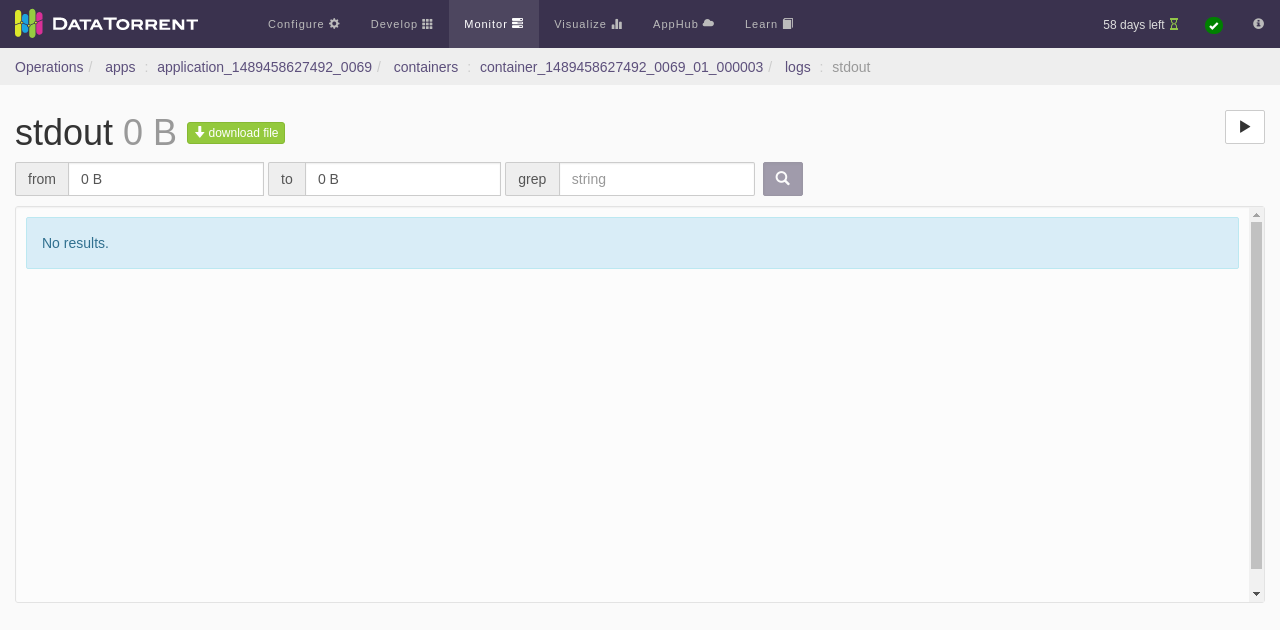 DATATORRENT Configure Develop Monitor Visualize AppHub Learn 58 days left
Operations / apps : application_1489458627492_0069 / containers : container_1489458627492_0069_01_000003 / logs : stdout
stdout 0 B download file
from 0 B to 0 B grep string
No results.